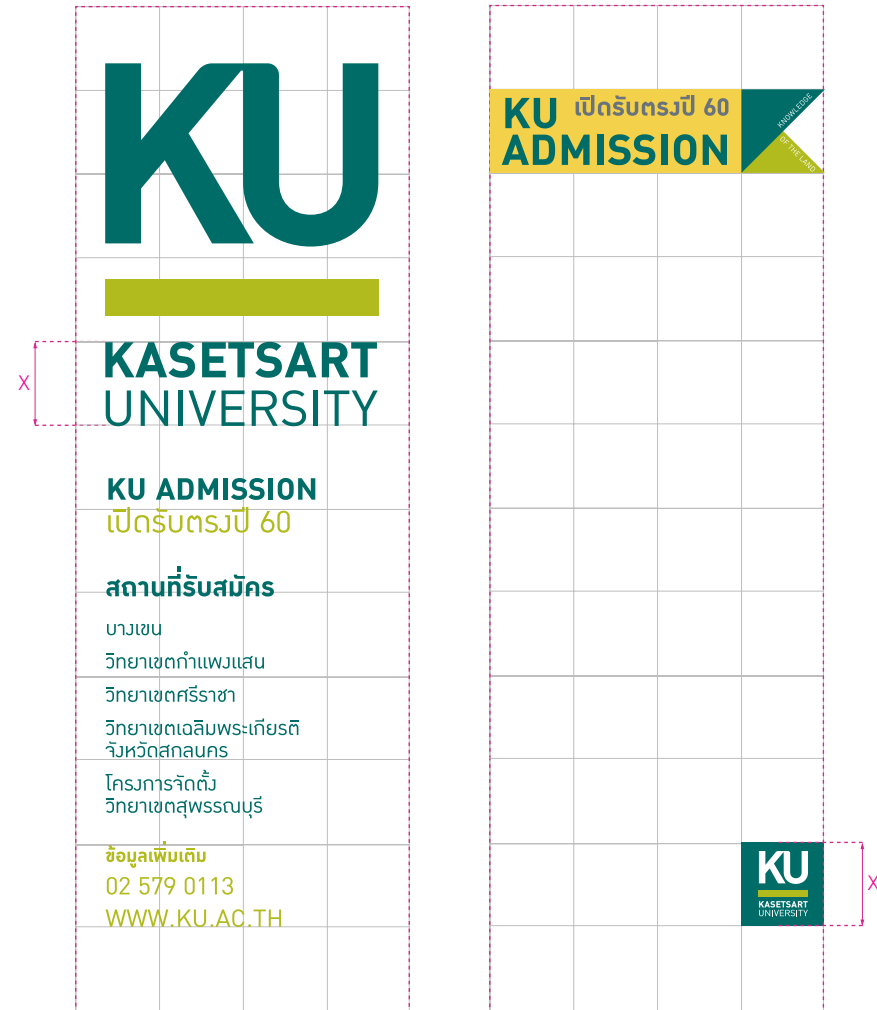 KU
KASETSART
UNIVERSITY
X
KU ADMISSION
เปิดรับตรงปี 60
สถานที่รับสมัคร
บางเขน
วิทยาเขตกำแพงแสน
วิทยาเขตศรีราชา
วิทยาเขตเฉลิมพระเกียรติ
จังหวัดสกลนคร
โครงการจัดตั้ง
วิทยาเขตสุพรรณบุรี
ข้อมูลเพิ่มเติม
02 579 0113
WWW.KU.AC.TH
KU เปิดรับตรงปี 60
ADMISSION
KNOWLEDGE
OF THE LAND
KU
KASETSART
UNIVERSITY
X